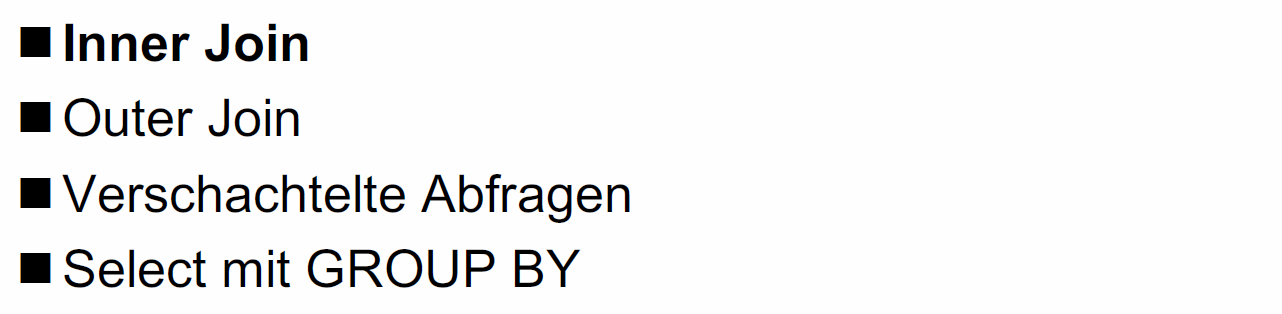 ■ Inner Join
■ Outer Join
■ Verschachtelte Abfragen
■ Select mit GROUP BY